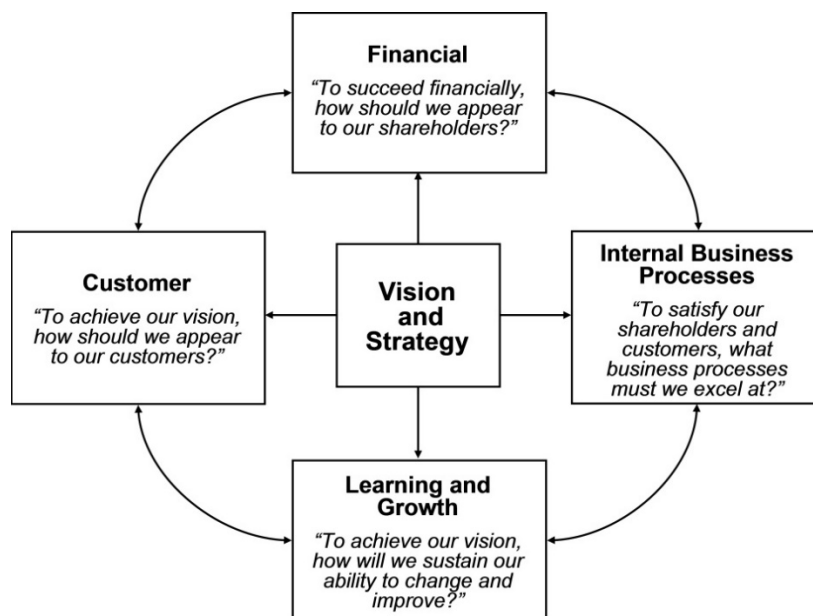 Financial
“To succeed financially,
how should we appear
to our shareholders?”
Customer
“To achieve our vision,
how should we appear
to our customers?”
Vision
and
Strategy
Internal Business
Processes
“To satisfy our
shareholders and
customers, what
business processes
must we excel at?”
Learning and
Growth
“To achieve our vision,
how will we sustain our
ability to change and
improve?”